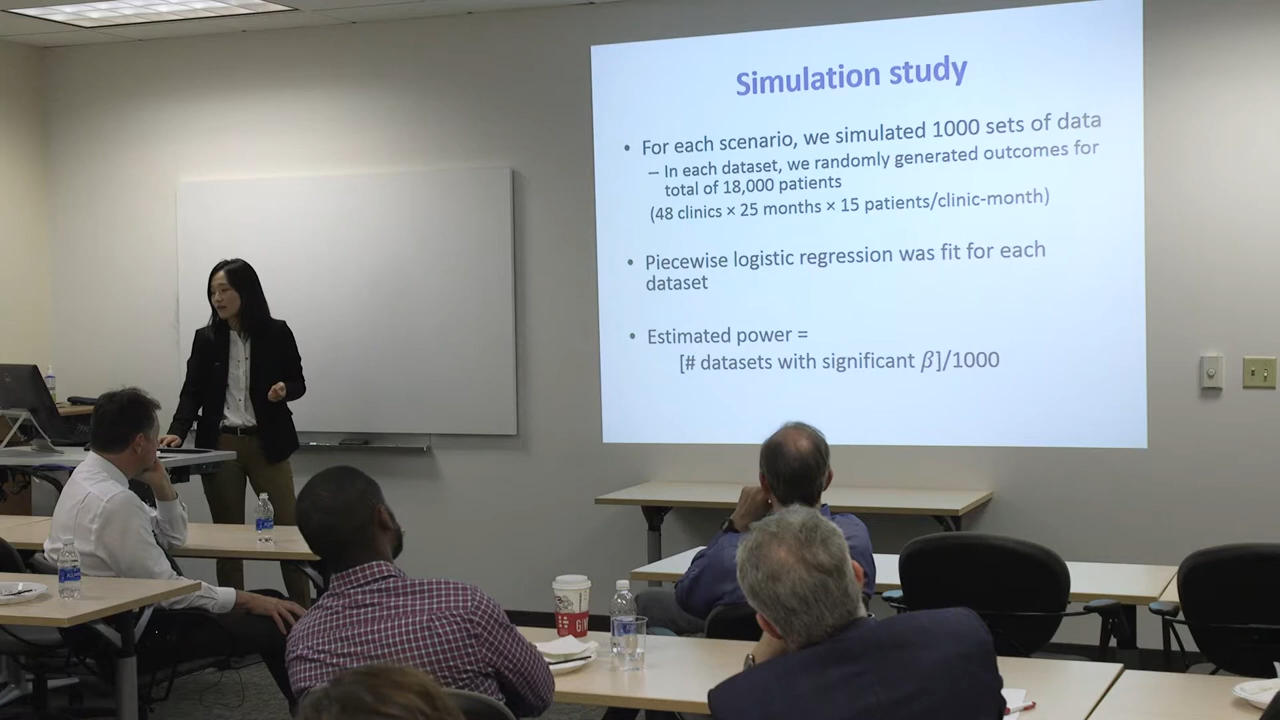 Simulation study
• For each scenario, we simulated 1000 sets of data
– In each dataset, we randomly generated outcomes for
total of 18,000 patients
(48 clinics × 25 months × 15 patients/clinic-month)
• Piecewise logistic regression was fit for each
dataset
• Estimated power =
[# datasets with significant β]/1000